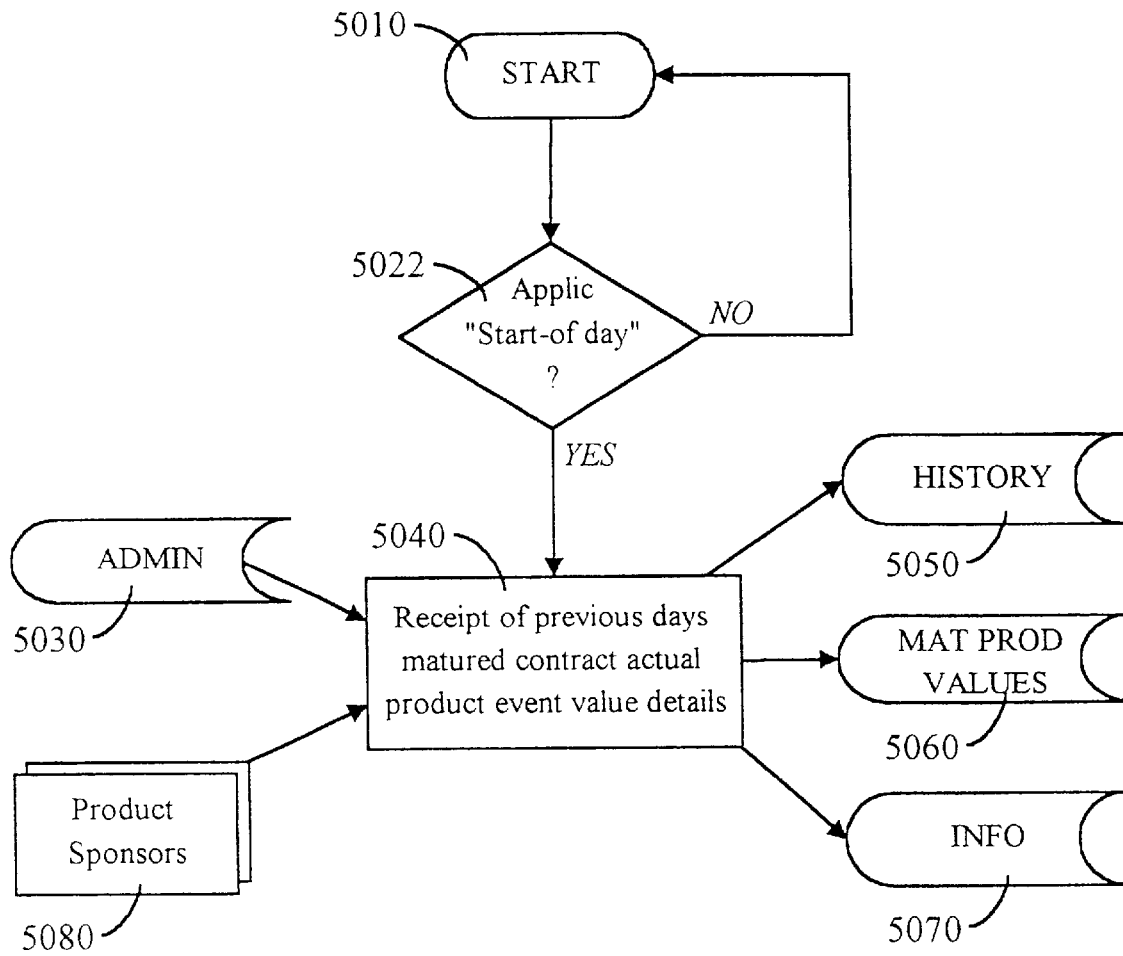 5010
START
5022
Applic
"Start-of day"
?
NO
YES
HISTORY
5050
ADMIN
5030
5040
Receipt of previous days
matured contract actual
product event value details
MAT PROD
VALUES
5060
Product
Sponsors
5080
INFO
5070